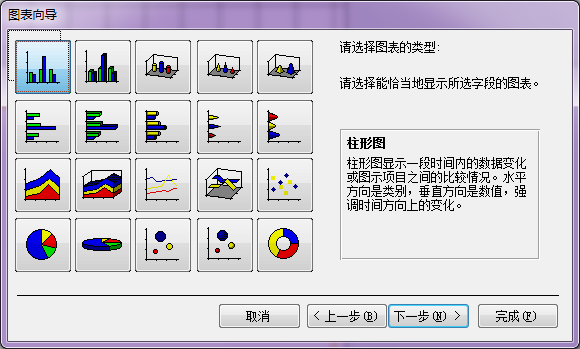 图表向导
请选择图表的类型:
请选择能恰当地显示所选字段的图表。
柱形图
柱形图显示一段时间内的数据变化
或图示项目之间的比较情况。水平
方向是类别，垂直方向是数值，强
调时间方向上的变化。
取消 < 上一步(B) 下一步(N) > 完成(F)